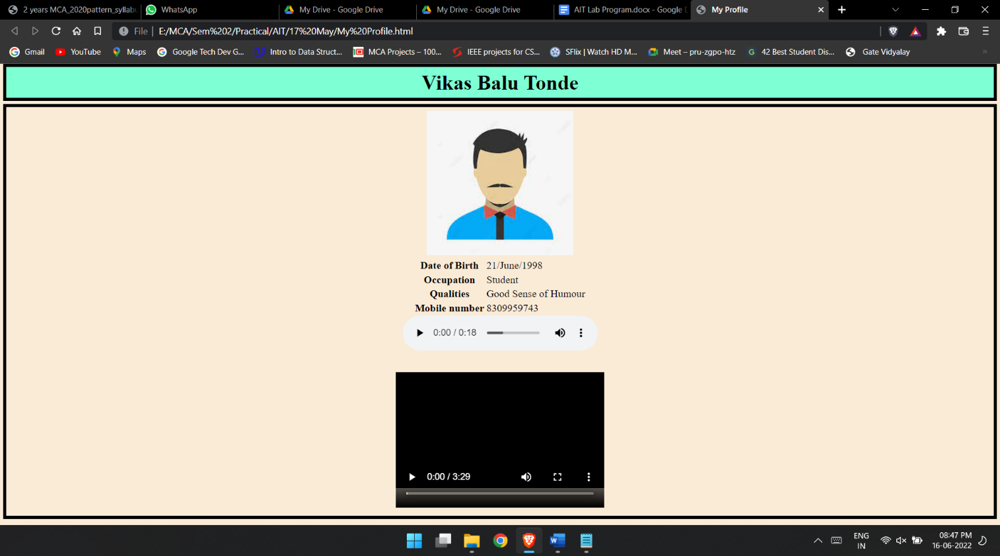 2 years MCA_2020pattern_syllabu
WhatsApp
My Drive - Google Drive
My Drive - Google Drive
AIT Lab Program.docx - Google D
My Profile
File | E:/MCA/Sem%202/Practical/AIT/17%20May/My%20Profile.html
Gmail
YouTube
Maps
Google Tech Dev G...
Intro to Data Struct...
MCA Projects – 100...
IEEE projects for CS...
SFlix | Watch HD M...
Meet – pru-zgpo-htz
42 Best Student Dis...
Gate Vidyalay
Vikas Balu Tonde
Date of Birth 21/June/1998
Occupation Student
Qualities Good Sense of Humour
Mobile number 8309959743
0:00 / 0:18
0:00 / 3:29
ENG
IN
08:47 PM
16-06-2022